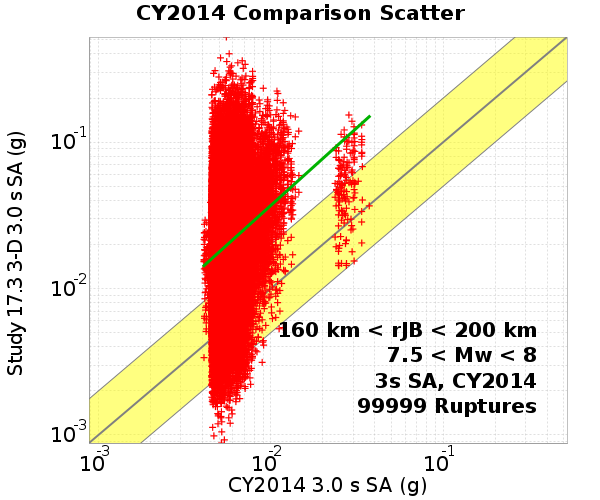 CY2014 Comparison Scatter
Study 17.3 3-D 3.0 s SA (g)
10-1
10-2
10-3
160 km < rJB < 200 km
7.5 < Mw < 8
3s SA, CY2014
99999 Ruptures
10-3 10-2 10-1
CY2014 3.0 s SA (g)